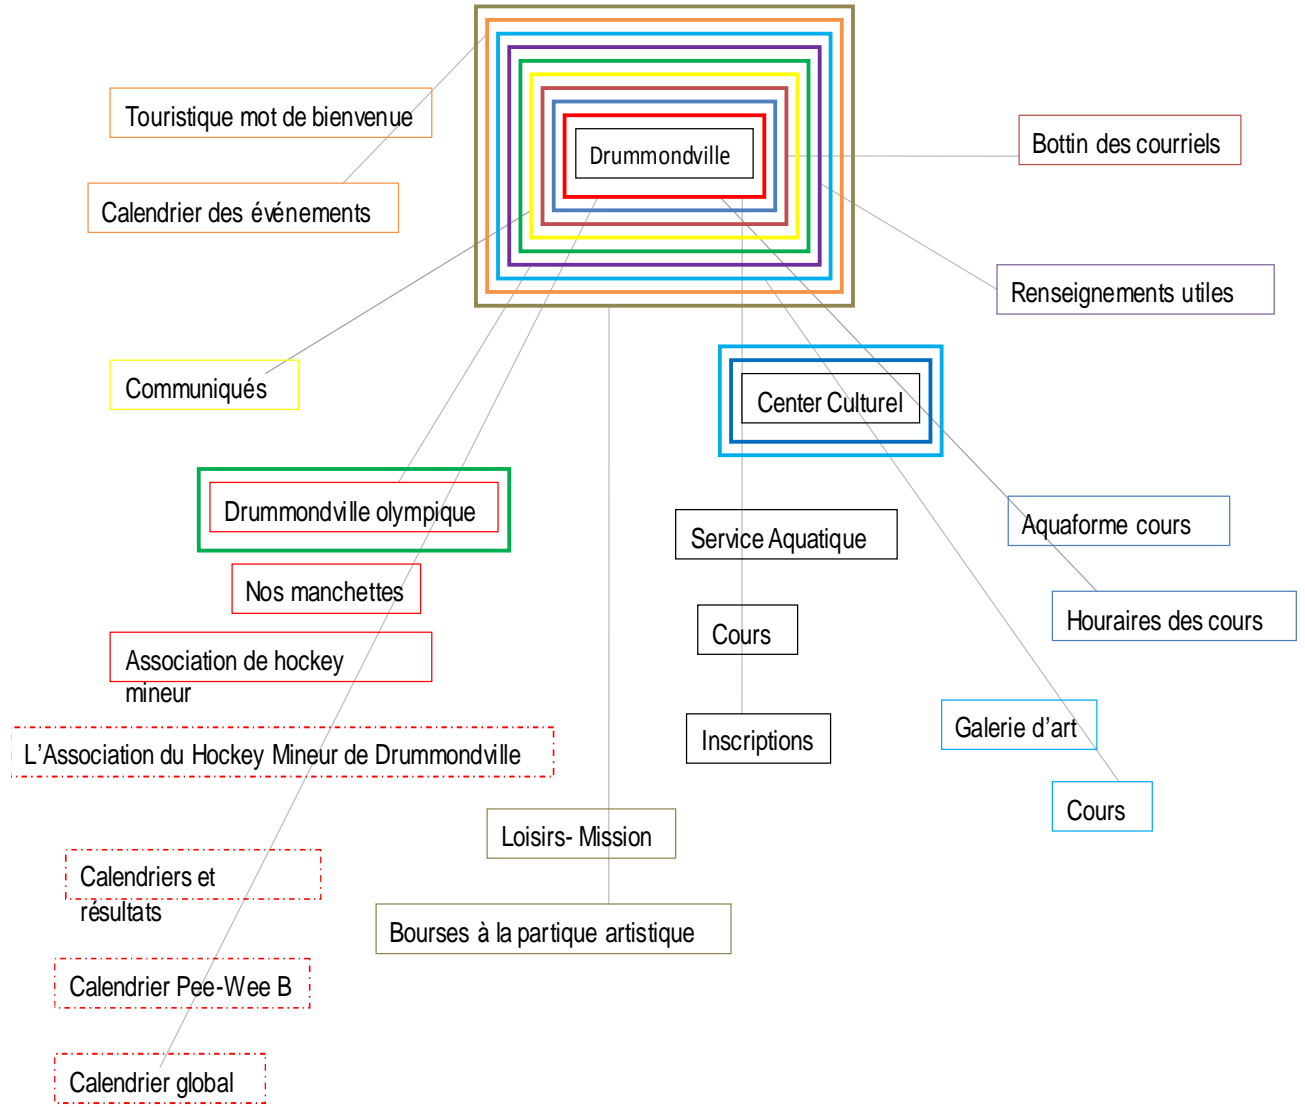 Drummondville
Touristique mot de bienvenue
Bottin des courriels
Calendrier des événements
Renseignements utiles
Communiqués
Center Culturel
Drummondville olympique
Service Aquatique
Aquaforme cours
Nos manchettes
Cours
Houraires des cours
Association de hockey
mineur
L'Association du Hockey Mineur de Drummondville
Inscriptions
Galerie d'art
Cours
Loisirs- Mission
Calendriers et
résultats
Bourses à la partique artistique
Calendrier Pee-Wee B
Calendrier global